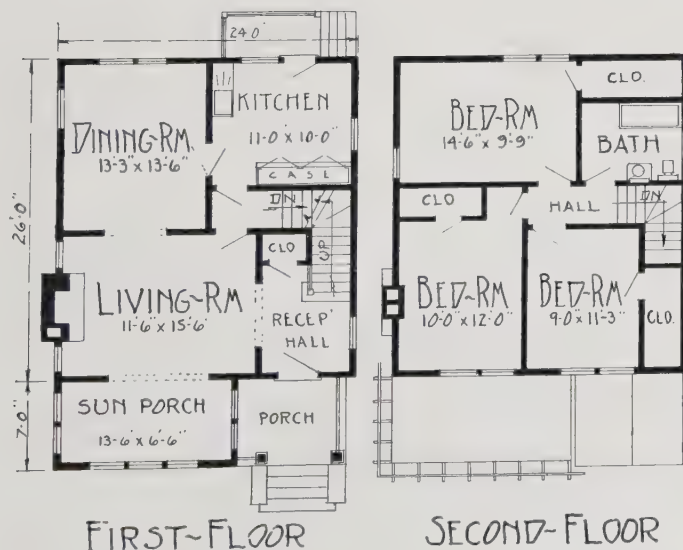 24'0"
KITCHEN
11-0 x 10-0"
DINING-RM.
13-3" x 13-6"
CASE
DN
26'-0"
CLO
UP
LIVING~RM
11-6" x 15-6"
RECEP'
HALL
SUN PORCH
13-6" x 6-6"
7-0"
PORCH
FIRST~FLOOR
CLO.
BED~RM
14-6" x 9-9"
BATH
CLO
HALL
DN
BED~RM
10-0" x 12-0"
BED~RM
9-0 x 11-3"
CLO.
SECOND~FLOOR